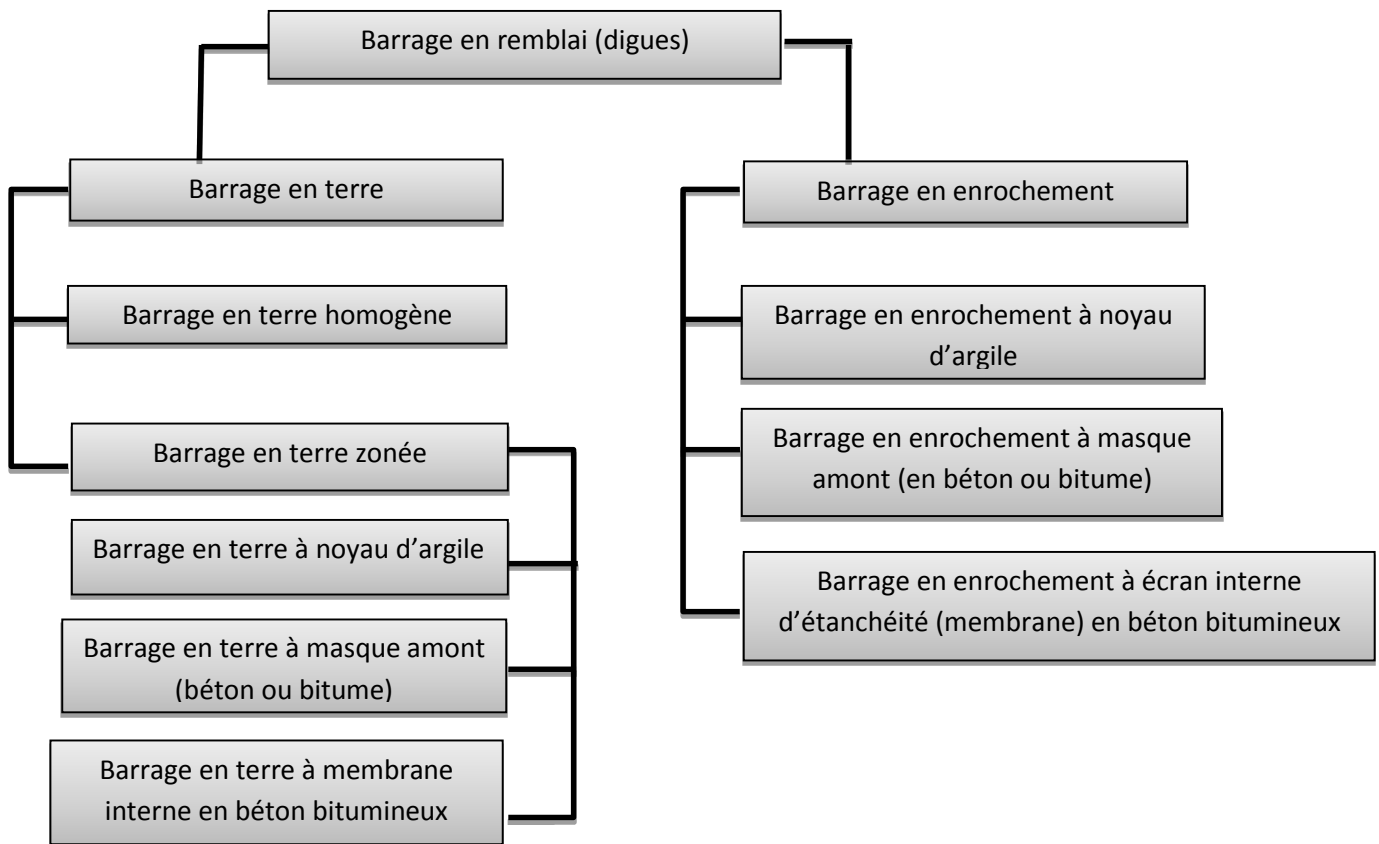 Barrage en remblai (digues)
Barrage en terre
Barrage en terre homogène
Barrage en terre zonée
Barrage en terre à noyau d’argile
Barrage en terre à masque amont
(béton ou bitume)
Barrage en terre à membrane
interne en béton bitumineux
Barrage en enrochement
Barrage en enrochement à noyau
d’argile
Barrage en enrochement à masque
amont (en béton ou bitume)
Barrage en enrochement à écran interne
d’étanchéité (membrane) en béton bitumineux